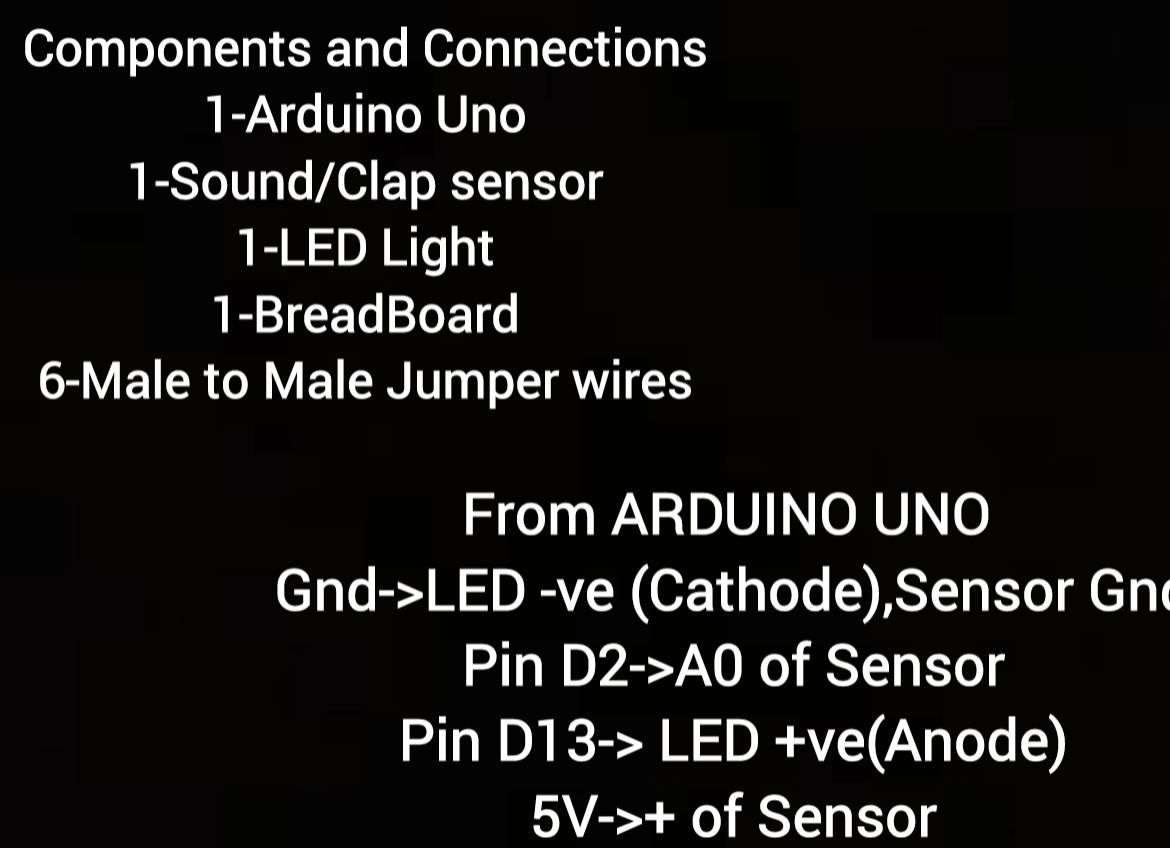 Components and Connections
1-Arduino Uno
1-Sound/Clap sensor
1-LED Light
1-BreadBoard
6-Male to Male Jumper wires
From ARDUINO UNO
Gnd->LED -ve (Cathode),Sensor Gnd
Pin D2->A0 of Sensor
Pin D13-> LED +ve(Anode)
5V->+ of Sensor